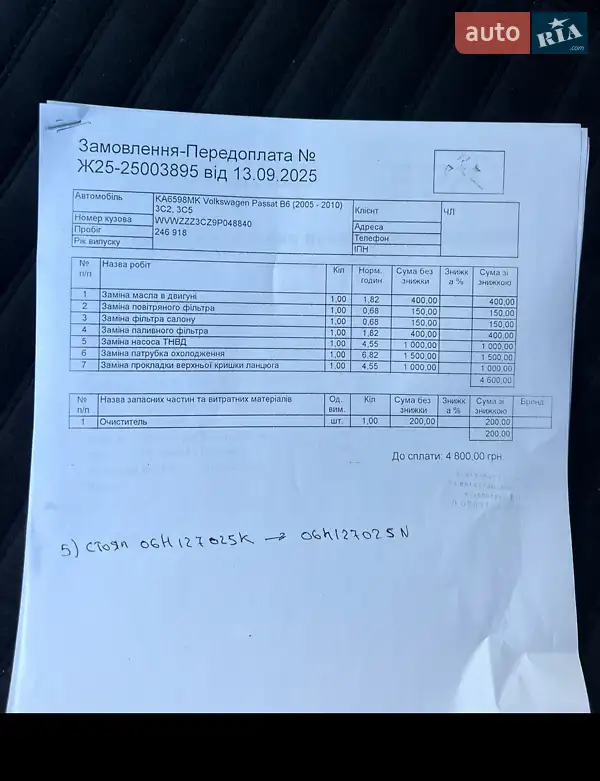 auto RIA .com
Замовлення-Передоплата №
Ж25-25003895 від 13.09.2025
Автомобіль KA6598MK Volkswagen Passat B6 (2005 - 2010) 3C2, 3C5
Номер кузова WVWZZZ3CZ9P048840
Пробіг 246 918
Рік випуску
Клієнт ЧЛ
Адреса
Телефон
ІПН
№ п/п Назва робіт Кіл Норм. годин Сума без знижки Знижк а % Сума зі знижкою
1 Заміна масла в двигуні 1,00 1,82 400,00 400,00
2 Заміна повітряного фільтра 1,00 0,68 150,00 150,00
3 Заміна фільтра салону 1,00 0,68 150,00 150,00
4 Заміна паливного фільтра 1,00 1,82 400,00 400,00
5 Заміна насоса ТНВД 1,00 4,55 1 000,00 1 000,00
6 Заміна патрубка охолодження 1,00 6,82 1 500,00 1 500,00
7 Заміна прокладки верхньої кришки ланцюга 1,00 4,55 1 000,00 1 000,00
4 600,00
№ п/п Назва запасних частин та витратних матеріалів Од. вим. Кіл Сума без знижки Знижк а % Сума зі знижкою Бренд
1 Очиститель шт. 1,00 200,00 200,00
200,00
До сплати: 4 800,00 грн.
5) стояп 06H127025K → 06h127025N